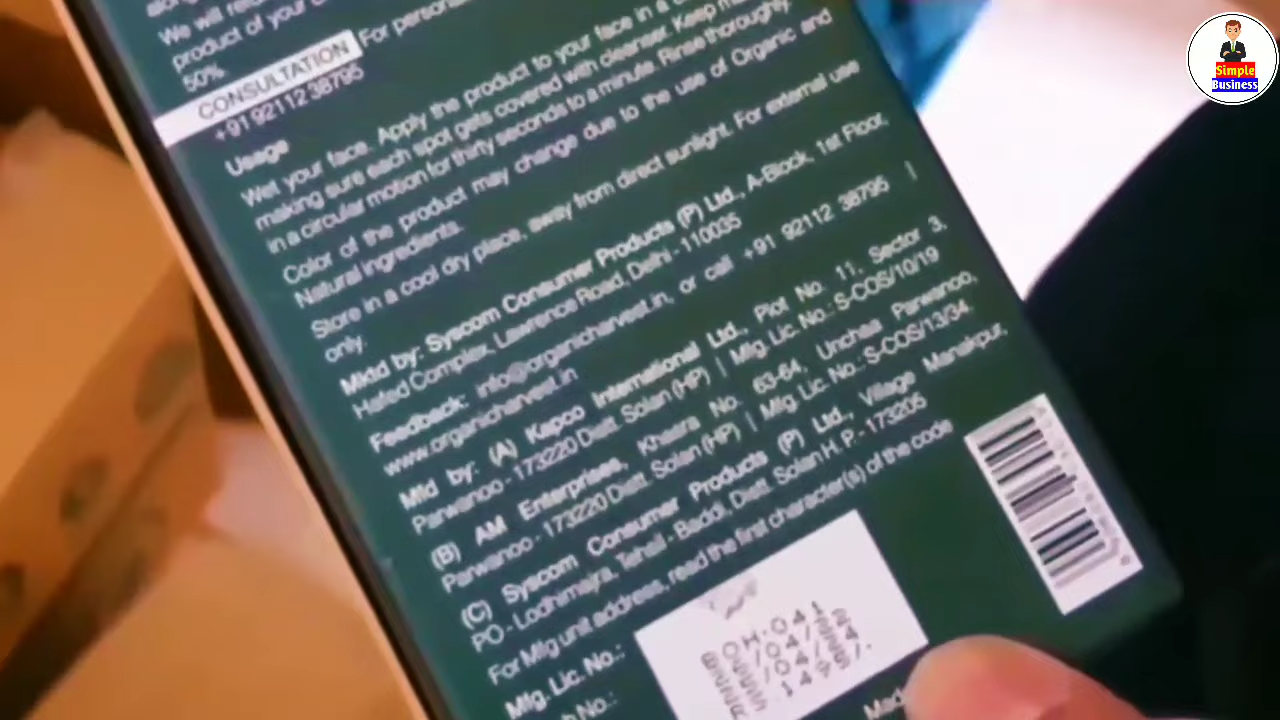 We will
product of your
50%.
CONSULTATION For
+91 92112 38795
Usage
Wet your face. Apply the product to your face in a
making sure each spot gets covered with cleanser. Keep
in a circular motion for thirty seconds to a minute. Rinse thoroughly.
Color of the product may change due to the use of Organic and
Natural ingredients.
Store in a cool dry place, away from direct sunlight. For external use
only.
Mktd by: Syscom Consumer Products (P) Ltd., A-Block, 1st Floor,
Hafed Complex, Lawrence Road, Delhi - 110035
Feedback: info@organicharvest.in, or call +91 92112 38795 |
www.organicharvest.in
Mfd by: (A) Kapco International Ltd., Plot No. 11, Sector 3,
Parwanoo - 173220 Distt. Solan (HP) | Mfg Lic. No.: S-COS/10/19
(B) AM Enterprises, Khasra No. 63-64, Unchaa Parwanoo,
Parwanoo - 173220 Distt. Solan (HP) | Mfg Lic. No.: S-COS/13/34.
(C) Syscom Consumer Products (P) Ltd., Village Manakpur,
PO - Lodhimajra, Tehsil - Baddi, Distt. Solan H. P. - 173205
For Mfg unit address, read the first character(s) of the code
Mfg. Lic. No.:
No.:
Simple
Business